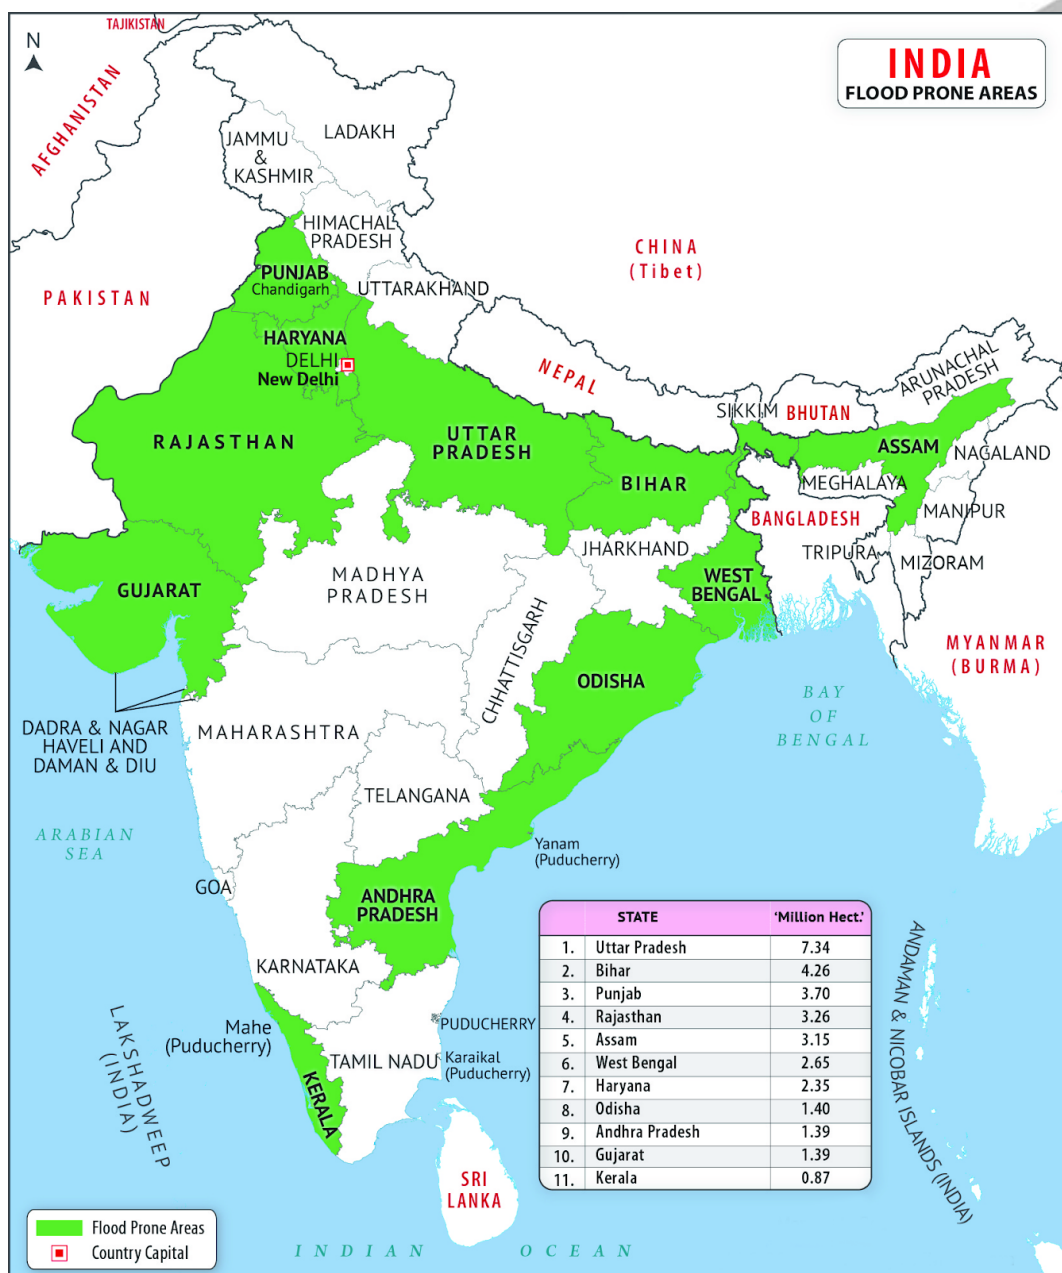 TAJIKISTAN
N
INDIA
FLOOD PRONE AREAS
AFGHANISTAN
JAMMU
&
KASHMIR
LADAKH
HIMACHAL
PRADESH
CHINA
(Tibet)
PUNJAB
Chandigarh
UTTARAKHAND
PAKISTAN
HARYANA
DELHI
New Delhi
NEPAL
ARUNACHAL
PRADESH
SIKKIM
BHUTAN
RAJASTHAN
UTTAR
PRADESH
ASSAM
NAGALAND
BIHAR
MEGHALAYA
MANIPUR
BANGLADESH
JHARKHAND
TRIPURA
MIZORAM
GUJARAT
MADHYA
PRADESH
WEST
BENGAL
CHHATTISGARH
MYANMAR
(BURMA)
ODISHA
BAY
OF
BENGAL
DADRA & NAGAR
HAVELI AND
DAMAN & DIU
MAHARASHTRA
TELANGANA
ARABIAN
SEA
Yanam
(Puducherry)
GOA
ANDHRA
PRADESH
KARNATAKA
STATE 'Million Hect.'
1. Uttar Pradesh 7.34
2. Bihar 4.26
3. Punjab 3.70
4. Rajasthan 3.26
5. Assam 3.15
6. West Bengal 2.65
7. Haryana 2.35
8. Odisha 1.40
9. Andhra Pradesh 1.39
10. Gujarat 1.39
11. Kerala 0.87
ANDAMAN & NICOBAR ISLANDS (INDIA)
LAKSHADWEEP
(INDIA)
Mahe
(Puducherry)
PUDUCHERRY
TAMIL NADU
Karaikal
(Puducherry)
KERALA
SRI
LANKA
Flood Prone Areas
Country Capital
INDIAN OCEAN